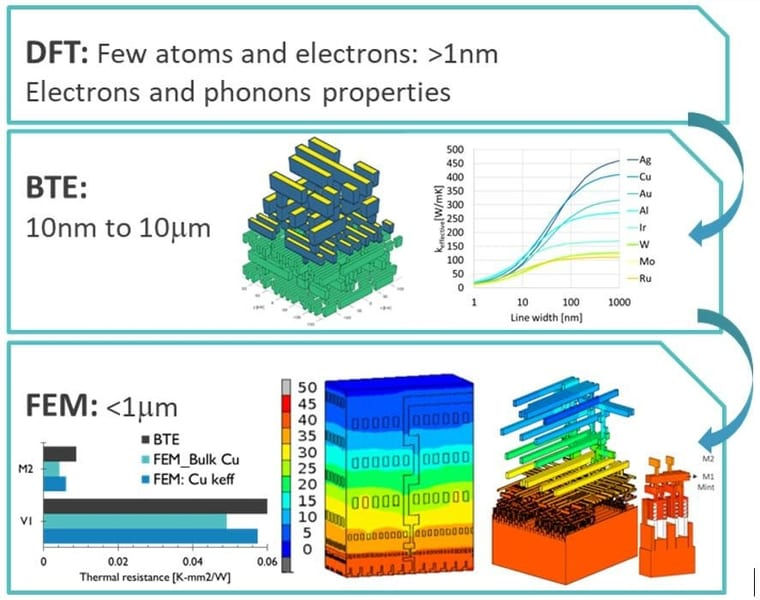 DFT: Few atoms and electrons: >1nm
Electrons and phonons properties
BTE:
10nm to 10μm
keffective[W/mK]
500
450
400
350
300
250
200
150
100
50
0
1 10 100 1000
Line width [nm]
Ag
Cu
Au
Al
Ir
W
Mo
Ru
FEM: <1μm
BTE
FEM_Bulk Cu
FEM: Cu keff
M2
V1
0 0.02 0.04 0.06
Thermal resistance [K-mm2/W]
50
45
40
35
30
25
20
15
10
5
0
M2
M1
Mint